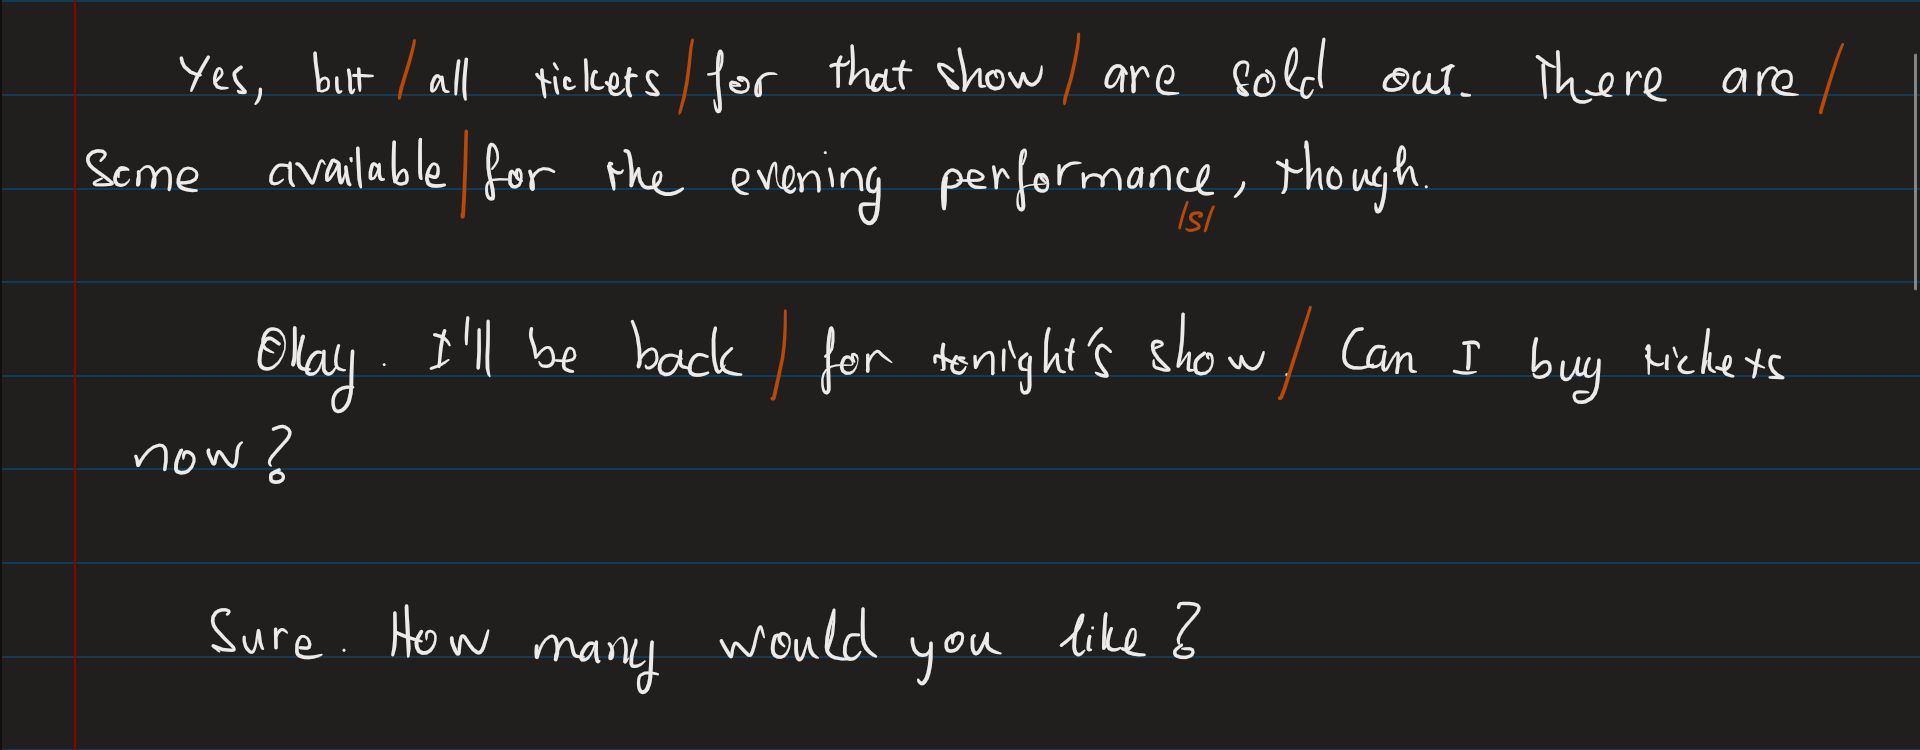 Yes, but / all tickets / for that show / are sold out. There are /
Some available / for the evening performance, though.
/s/
Okay. I'll be back / for tonight's show. / Can I buy tickets
now?
Sure. How many would you like?